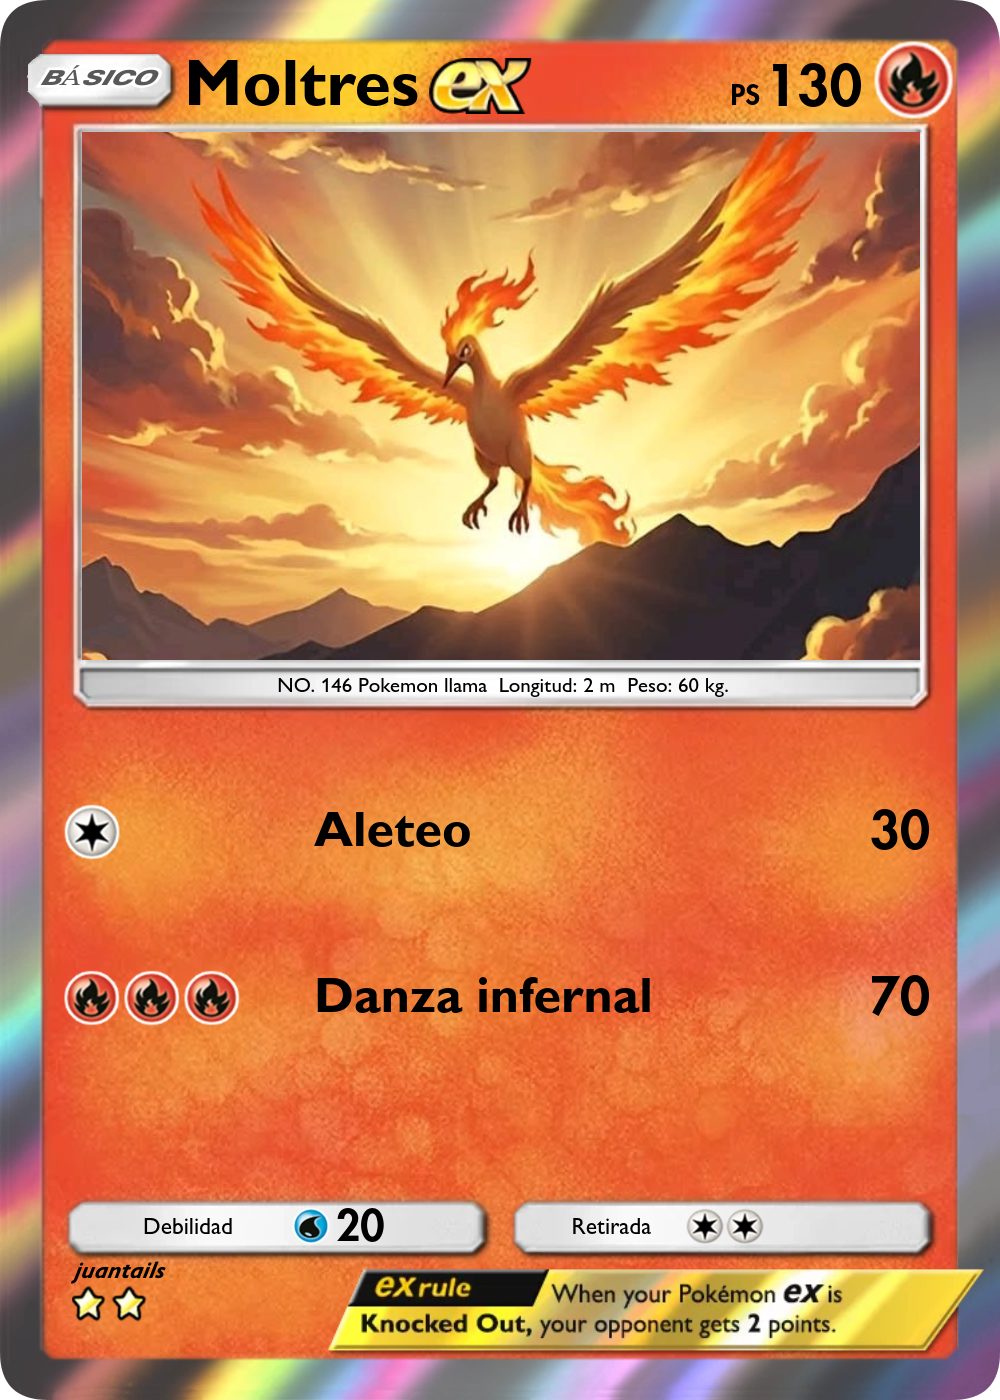 BÁSICO Moltres ex PS 130
NO. 146 Pokemon llama Longitud: 2 m Peso: 60 kg.
Aleteo 30
Danza infernal 70
Debilidad 20 Retirada
juantails
ex rule When your Pokémon ex is
Knocked Out, your opponent gets 2 points.